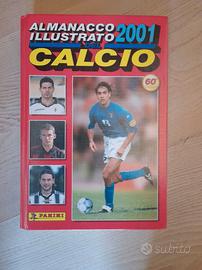 ALMANACCO
ILLUSTRATO 2001
CALCIO
60
PANINI
subito